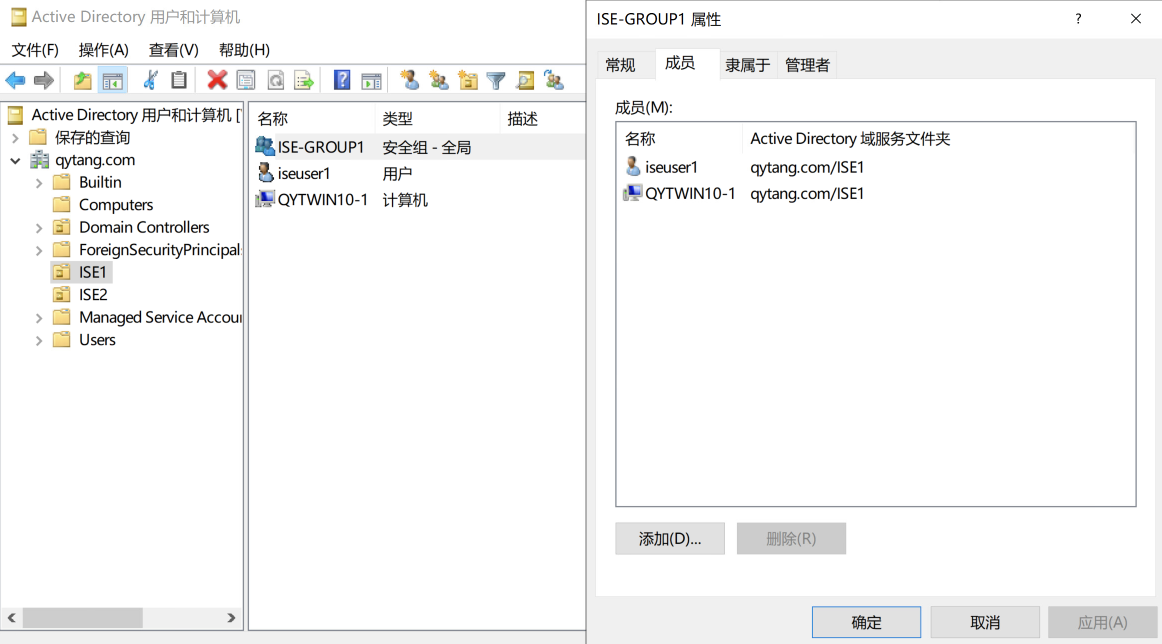 Active Directory 用户和计算机
文件(F) 操作(A) 查看(V) 帮助(H)
Active Directory 用户和计算机 [
保存的查询
qytang.com
Builtin
Computers
Domain Controllers
ForeignSecurityPrincipal
ISE1
ISE2
Managed Service Accou
Users
名称 类型 描述
ISE-GROUP1 安全组 - 全局
iseuser1 用户
QYTWIN10-1 计算机
ISE-GROUP1 属性
常规 成员 隶属于 管理者
成员(M):
名称 Active Directory 域服务文件夹
iseuser1 qytang.com/ISE1
QYTWIN10-1 qytang.com/ISE1
添加(D)... 删除(R)
确定 取消 应用(A)